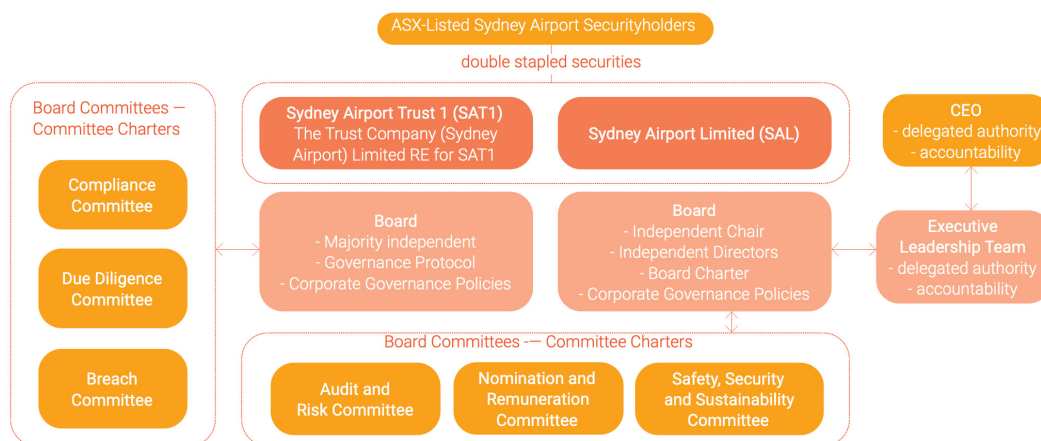 ASX-Listed Sydney Airport Securityholders
double stapled securities
Board Committees —
Committee Charters
Compliance
Committee
Due Diligence
Committee
Breach
Committee
Sydney Airport Trust 1 (SAT1)
The Trust Company (Sydney
Airport) Limited RE for SAT1
Sydney Airport Limited (SAL)
CEO
- delegated authority
- accountability
Board
- Majority independent
- Governance Protocol
- Corporate Governance Policies
Board
- Independent Chair
- Independent Directors
- Board Charter
- Corporate Governance Policies
Executive
Leadership Team
- delegated authority
- accountability
Board Committees -— Committee Charters
Audit and
Risk Committee
Nomination and
Remuneration
Committee
Safety, Security
and Sustainability
Committee